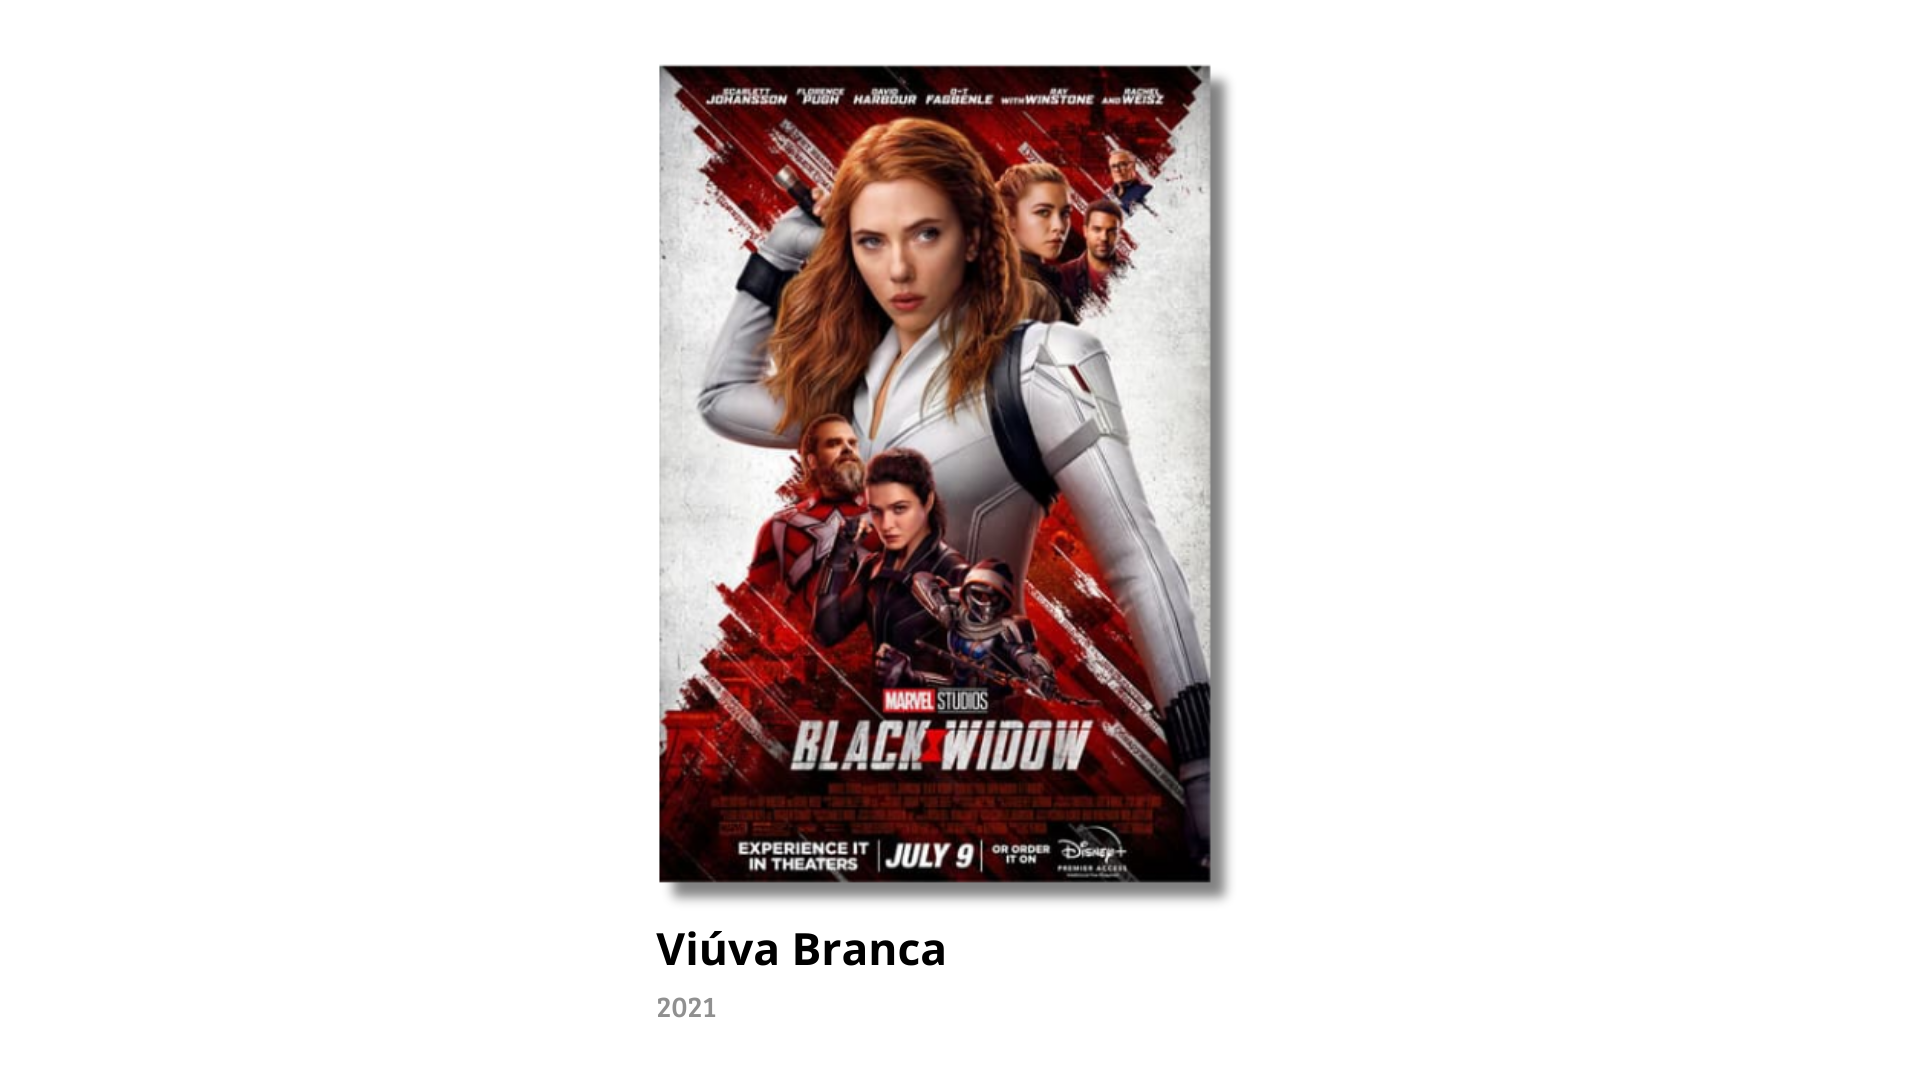 SCARLETT JOHANSSON FLORENCE PUGH DAVID HARBOUR O-T FAGBENLE WITH RAY WINSTONE AND RACHEL WEISZ
MARVEL STUDIOS
BLACK WIDOW
EXPERIENCE IT
IN THEATERS
JULY 9
OR ORDER
IT ON
Disney+
PREMIER ACCESS
Viúva Branca
2021